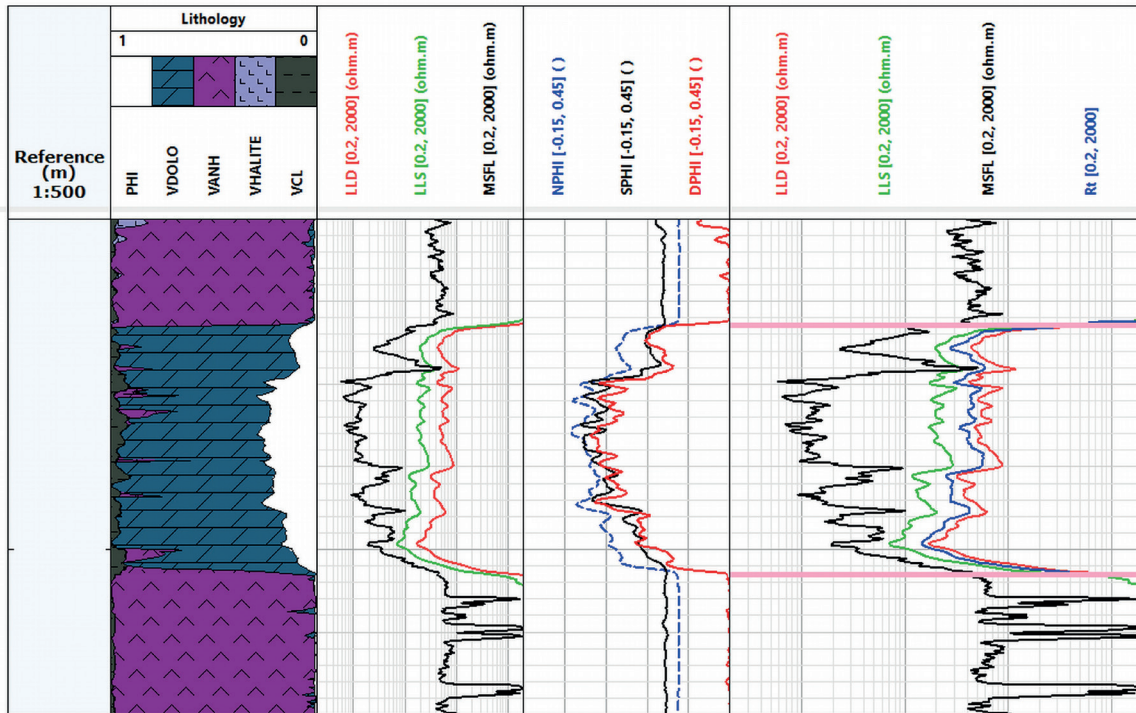 Lithology
1 0
Reference
(m)
1:500
PHI
VDOLO
VANH
VHALITE
VCL
LLD [0.2, 2000] (ohm.m)
LLS [0.2, 2000] (ohm.m)
MSFL [0.2, 2000] (ohm.m)
NPHI [-0.15, 0.45] ( )
SPHI [-0.15, 0.45] ( )
DPHI [-0.15, 0.45] ( )
LLD [0.2, 2000] (ohm.m)
LLS [0.2, 2000] (ohm.m)
MSFL [0.2, 2000] (ohm.m)
Rt [0.2, 2000]